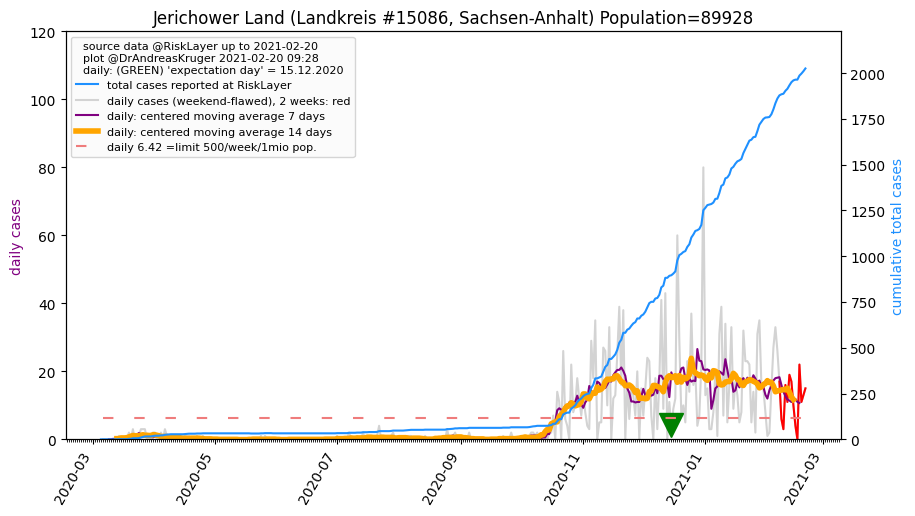 Jerichower Land (Landkreis #15086, Sachsen-Anhalt) Population=89928
source data @RiskLayer up to 2021-02-20
plot @DrAndreasKruger 2021-02-20 09:28
daily: (GREEN) 'expectation day' = 15.12.2020
total cases reported at RiskLayer
daily cases (weekend-flawed), 2 weeks: red
daily: centered moving average 7 days
daily: centered moving average 14 days
daily 6.42 =limit 500/week/1mio pop.
daily cases
120
100
80
60
40
20
0
2000
1750
1500
1250
1000
750
500
250
0
cumulative total cases
2020-03
2020-05
2020-07
2020-09
2020-11
2021-01
2021-03